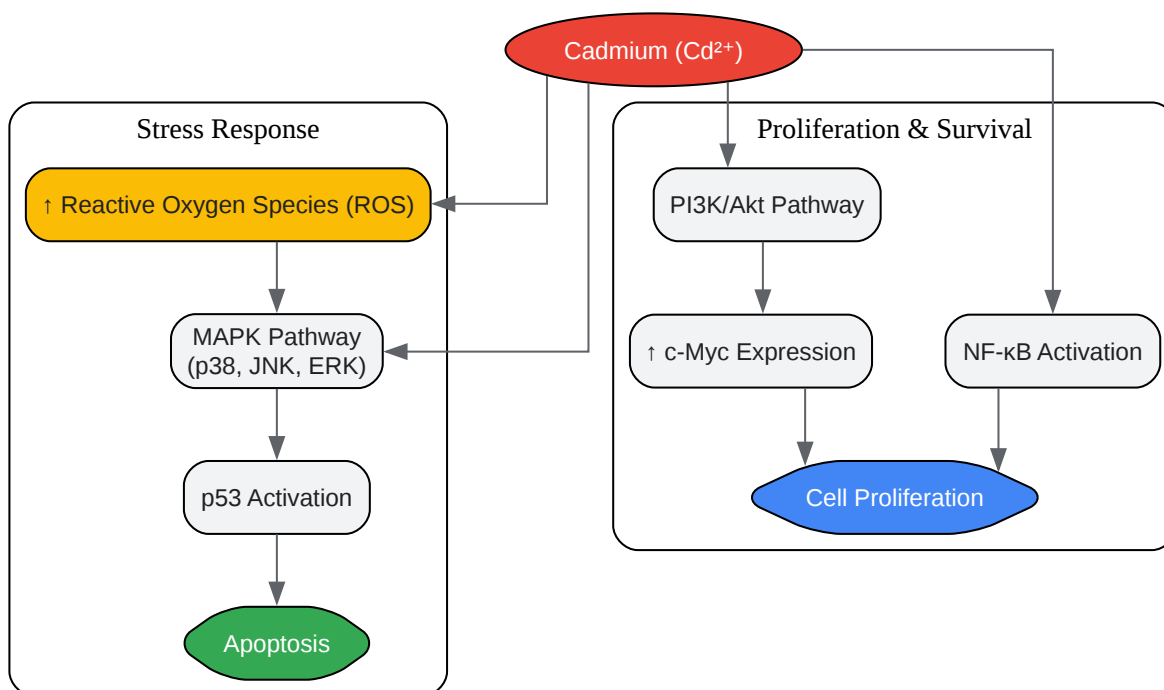 Cadmium (Cd²⁺)
Stress Response
↑ Reactive Oxygen Species (ROS)
MAPK Pathway
(p38, JNK, ERK)
p53 Activation
Apoptosis
Proliferation & Survival
PI3K/Akt Pathway
↑ c-Myc Expression
NF-κB Activation
Cell Proliferation